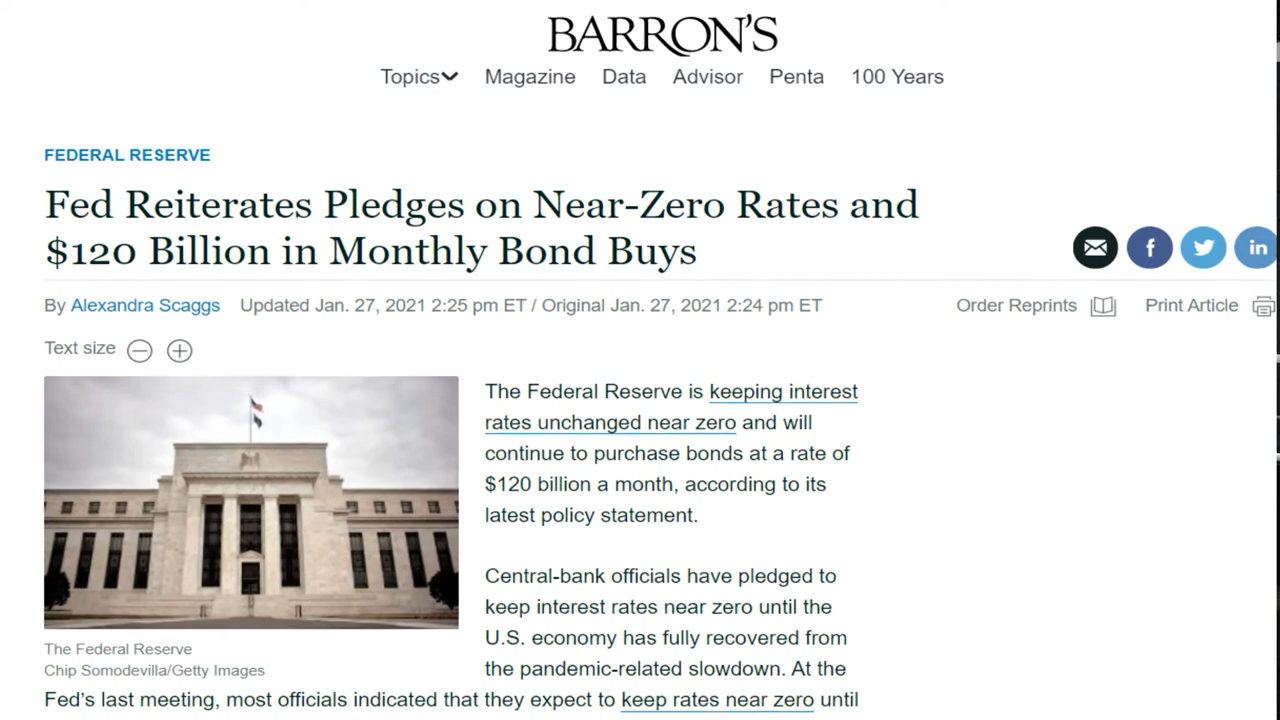 BARRON'S
Topics Magazine Data Advisor Penta 100 Years
FEDERAL RESERVE
Fed Reiterates Pledges on Near-Zero Rates and
$120 Billion in Monthly Bond Buys
By Alexandra Scaggs Updated Jan. 27, 2021 2:25 pm ET / Original Jan. 27, 2021 2:24 pm ET
Order Reprints Print Article
Text size
The Federal Reserve is keeping interest
rates unchanged near zero and will
continue to purchase bonds at a rate of
$120 billion a month, according to its
latest policy statement.
Central-bank officials have pledged to
keep interest rates near zero until the
U.S. economy has fully recovered from
the pandemic-related slowdown. At the
The Federal Reserve
Chip Somodevilla/Getty Images
Fed's last meeting, most officials indicated that they expect to keep rates near zero until